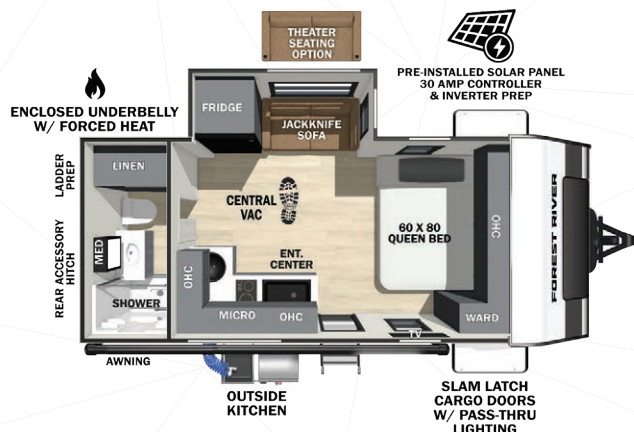 THEATER
SEATING
OPTION
PRE-INSTALLED SOLAR PANEL
30 AMP CONTROLLER
& INVERTER PREP
ENCLOSED UNDERBELLY
W/ FORCED HEAT
FRIDGE
JACKKNIFE
SOFA
LADDER
PREP
LINEN
CENTRAL
VAC
60 X 80
QUEEN BED
OHC
FOREST RIVER
REAR ACCESSORY
HITCH
MED
ENT.
CENTER
OHC
SHOWER
MICRO
OHC
WARD
TV
AWNING
OUTSIDE
KITCHEN
SLAM LATCH
CARGO DOORS
W/ PASS-THRU
LIGHTING